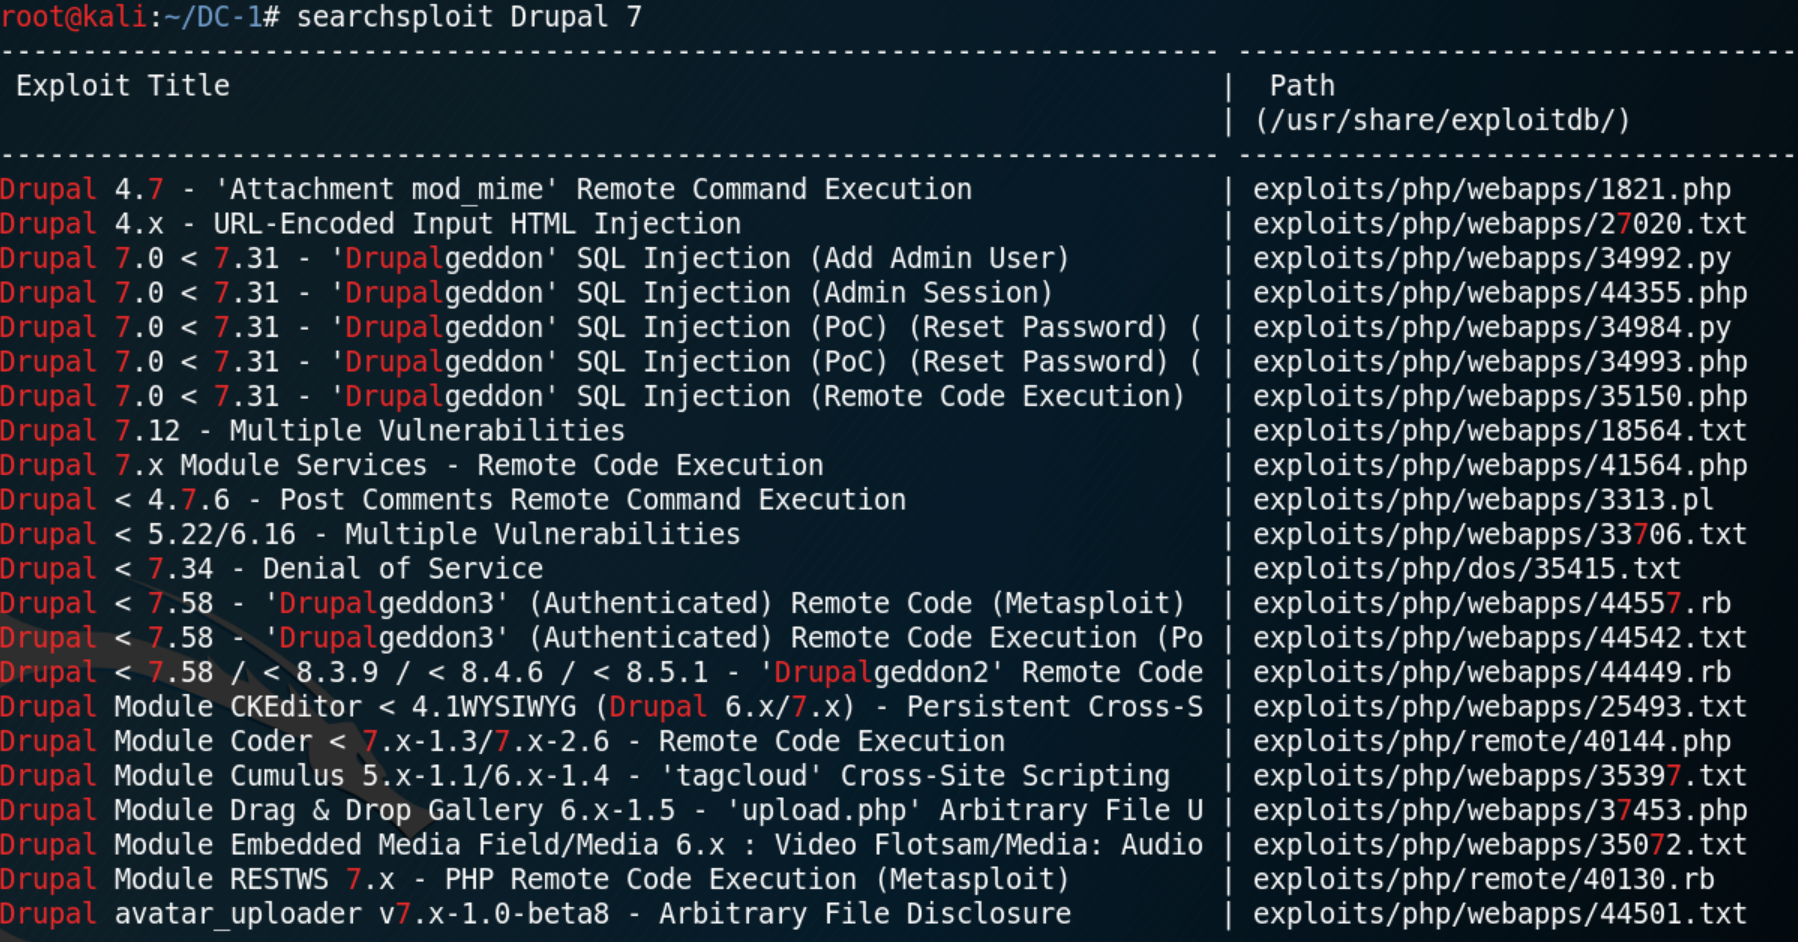 root@kali:~/DC-1# searchsploit Drupal 7
--------------------------------------------------------------------------- ----------------------------------
 Exploit Title                                                             |  Path
                                                                           | (/usr/share/exploitdb/)
--------------------------------------------------------------------------- ----------------------------------
Drupal 4.7 - 'Attachment mod_mime' Remote Command Execution                | exploits/php/webapps/1821.php
Drupal 4.x - URL-Encoded Input HTML Injection                              | exploits/php/webapps/27020.txt
Drupal 7.0 < 7.31 - 'Drupalgeddon' SQL Injection (Add Admin User)          | exploits/php/webapps/34992.py
Drupal 7.0 < 7.31 - 'Drupalgeddon' SQL Injection (Admin Session)           | exploits/php/webapps/44355.php
Drupal 7.0 < 7.31 - 'Drupalgeddon' SQL Injection (PoC) (Reset Password) (  | exploits/php/webapps/34984.py
Drupal 7.0 < 7.31 - 'Drupalgeddon' SQL Injection (PoC) (Reset Password) (  | exploits/php/webapps/34993.php
Drupal 7.0 < 7.31 - 'Drupalgeddon' SQL Injection (Remote Code Execution)   | exploits/php/webapps/35150.php
Drupal 7.12 - Multiple Vulnerabilities                                     | exploits/php/webapps/18564.txt
Drupal 7.x Module Services - Remote Code Execution                         | exploits/php/webapps/41564.php
Drupal < 4.7.6 - Post Comments Remote Command Execution                    | exploits/php/webapps/3313.pl
Drupal < 5.22/6.16 - Multiple Vulnerabilities                              | exploits/php/webapps/33706.txt
Drupal < 7.34 - Denial of Service                                          | exploits/php/dos/35415.txt
Drupal < 7.58 - 'Drupalgeddon3' (Authenticated) Remote Code (Metasploit)   | exploits/php/webapps/44557.rb
Drupal < 7.58 - 'Drupalgeddon3' (Authenticated) Remote Code Execution (Po  | exploits/php/webapps/44542.txt
Drupal < 7.58 / < 8.3.9 / < 8.4.6 / < 8.5.1 - 'Drupalgeddon2' Remote Code  | exploits/php/webapps/44449.rb
Drupal Module CKEditor < 4.1WYSIWYG (Drupal 6.x/7.x) - Persistent Cross-S  | exploits/php/webapps/25493.txt
Drupal Module Coder < 7.x-1.3/7.x-2.6 - Remote Code Execution              | exploits/php/remote/40144.php
Drupal Module Cumulus 5.x-1.1/6.x-1.4 - 'tagcloud' Cross-Site Scripting    | exploits/php/webapps/35397.txt
Drupal Module Drag & Drop Gallery 6.x-1.5 - 'upload.php' Arbitrary File U  | exploits/php/webapps/37453.php
Drupal Module Embedded Media Field/Media 6.x : Video Flotsam/Media: Audio  | exploits/php/webapps/35072.txt
Drupal Module RESTWS 7.x - PHP Remote Code Execution (Metasploit)          | exploits/php/remote/40130.rb
Drupal avatar_uploader v7.x-1.0-beta8 - Arbitrary File Disclosure          | exploits/php/webapps/44501.txt